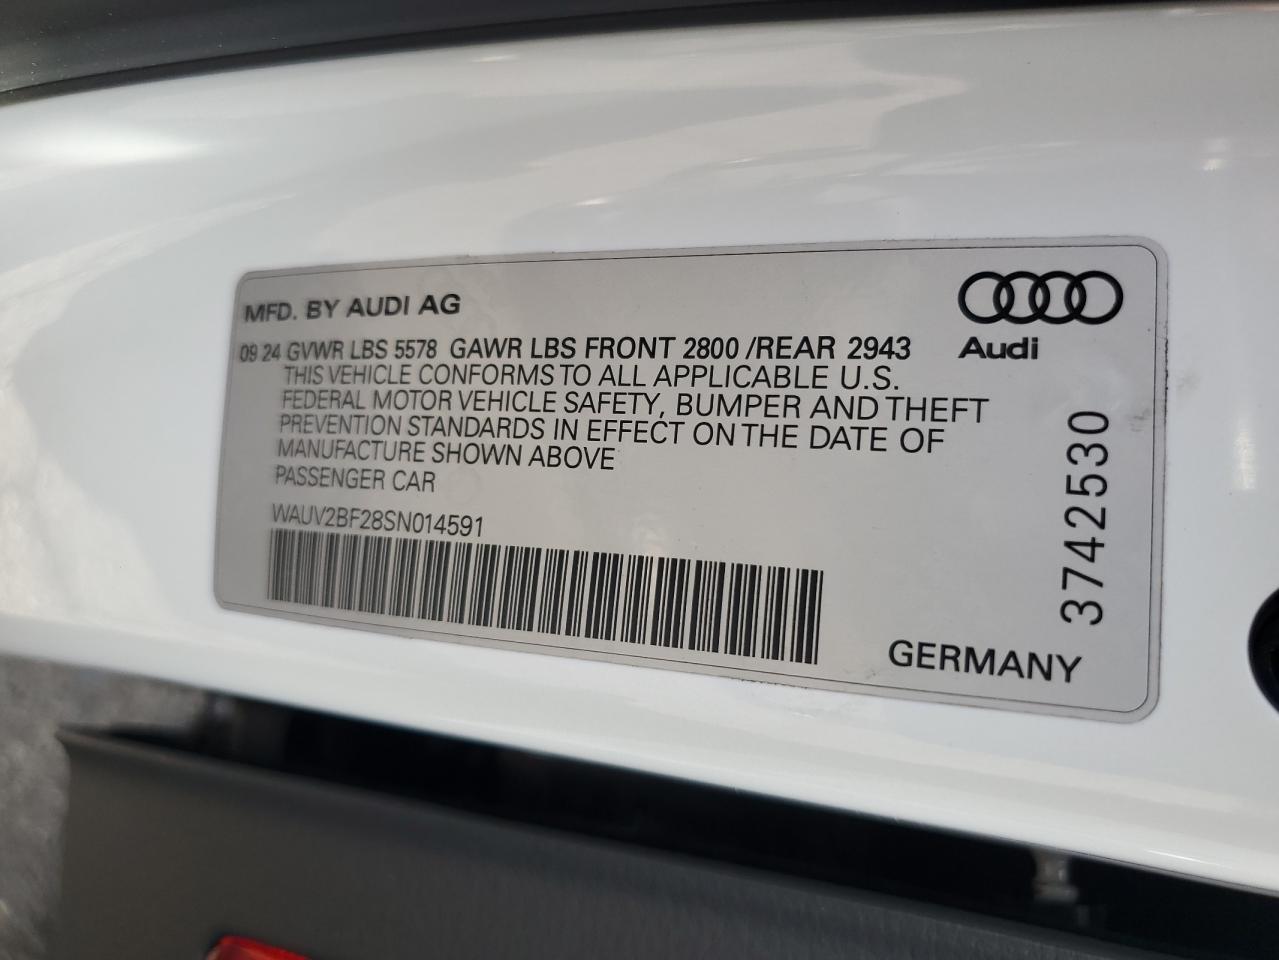 MFD. BY AUDI AG
09 24 GVWR LBS 5578 GAWR LBS FRONT 2800 /REAR 2943
Audi
THIS VEHICLE CONFORMS TO ALL APPLICABLE U.S.
FEDERAL MOTOR VEHICLE SAFETY, BUMPER AND THEFT
PREVENTION STANDARDS IN EFFECT ON THE DATE OF
MANUFACTURE SHOWN ABOVE
PASSENGER CAR
WAUV2BF28SN014591
3742530
GERMANY